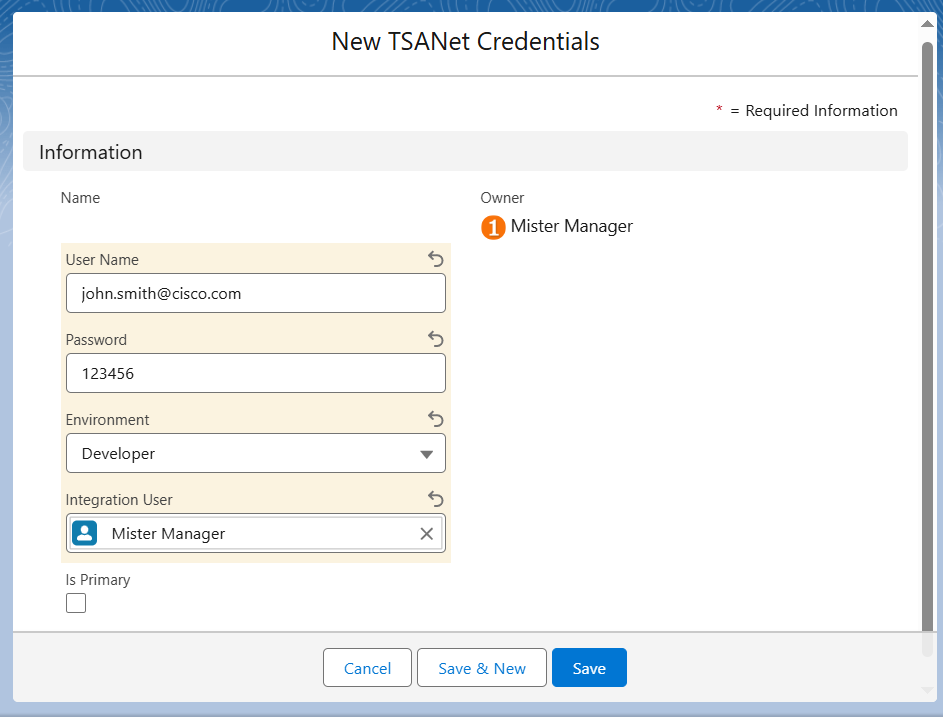 New TSANet Credentials
* = Required Information
Information
Name
Owner
1 Mister Manager
User Name
john.smith@cisco.com
Password
123456
Environment
Developer
Integration User
Mister Manager
Is Primary
Cancel
Save & New
Save